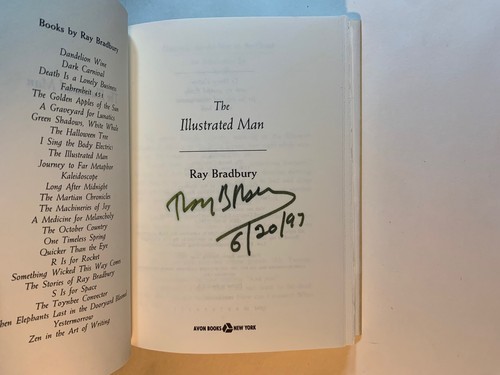 Books by Ray Bradbury
Dandelion Wine
Dark Carnival
Death Is a Lonely Business
Fahrenheit 451
The Golden Apples of the Sun
A Graveyard for Lunatics
Green Shadows, White Whale
The Halloween Tree
I Sing the Body Electric!
The Illustrated Man
Journey to Far Metaphor
Kaleidoscope
Long After Midnight
The Martian Chronicles
The Machineries of Joy
A Medicine for Melancholy
The October Country
One Timeless Spring
Quicker Than the Eye
R Is for Rocket
Something Wicked This Way Comes
The Stories of Ray Bradbury
S Is for Space
The Toynbee Convector
When Elephants Last in the Dooryard Bloomed
Yestermorrow
Zen in the Art of Writing
The
Illustrated Man
Ray Bradbury
Ray Bradbury
6/20/97
AVON BOOKS NEW YORK